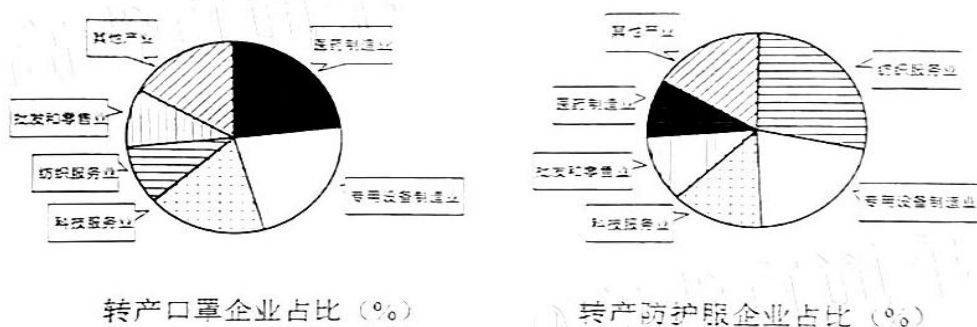 其他产业
医药制造业
批发和零售业
纺织服务业
科技服务业
专用设备制造业
转产口罩企业占比（%）
其他产业
纺织服务业
医药制造业
批发和零售业
科技服务业
专用设备制造业
转产防护服企业占比（%）